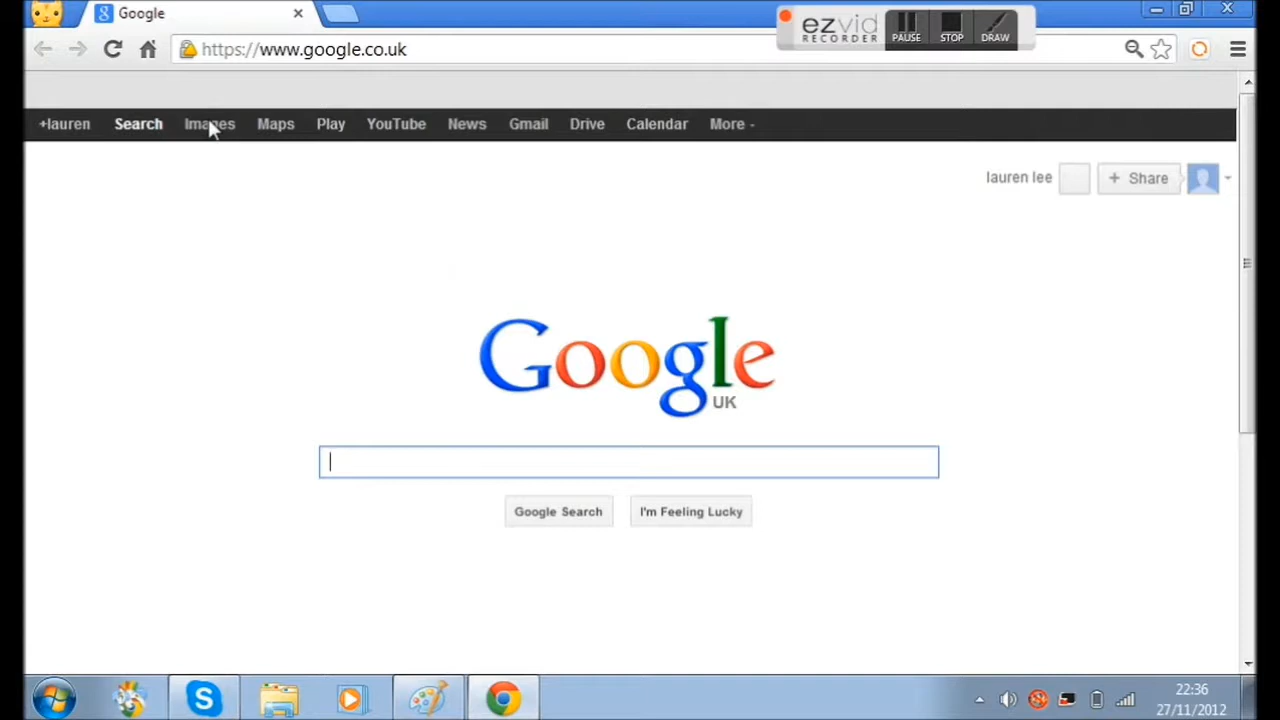 Google
ezvid
RECORDER
PAUSE
STOP
DRAW
https://www.google.co.uk
+lauren Search Images Maps Play YouTube News Gmail Drive Calendar More
lauren lee
+ Share
Google
UK
Google Search
I'm Feeling Lucky
22:36
27/11/2012